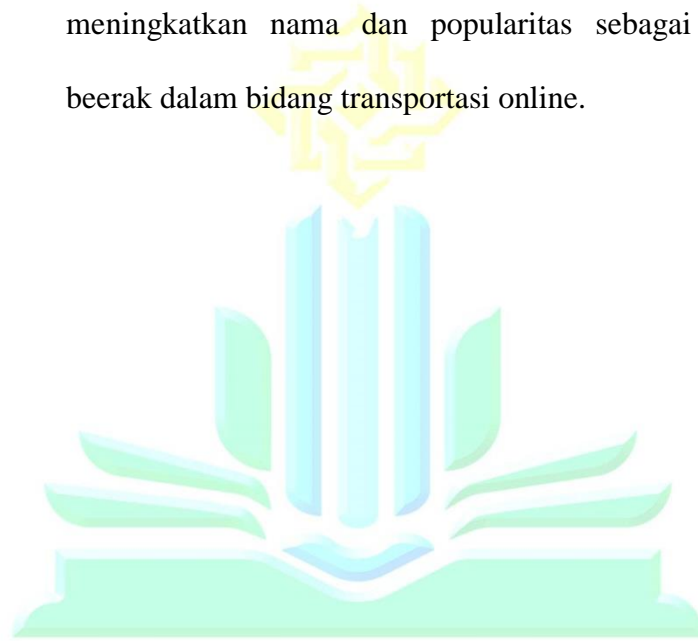 meningkatkan nama dan popularitas sebagai
beerak dalam bidang transportasi online.